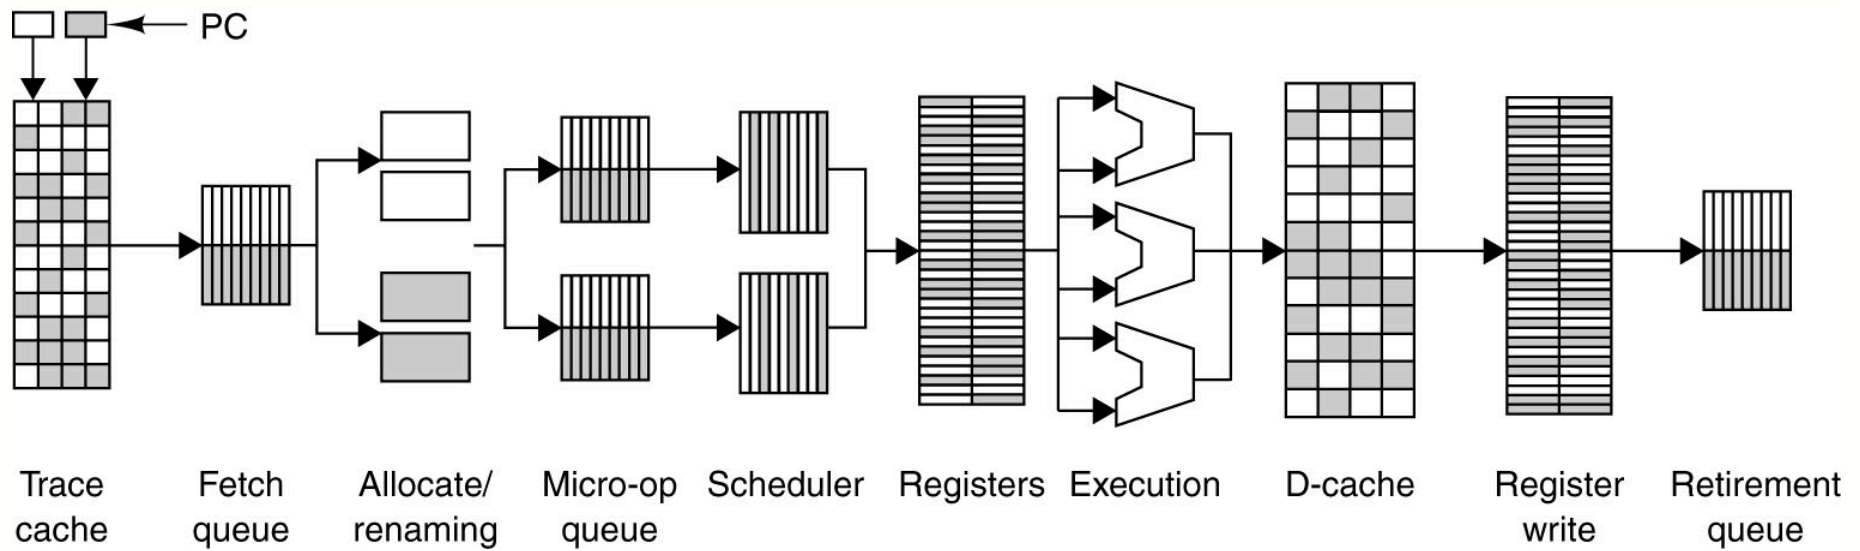 PC
Trace
cache
Fetch
queue
Allocate/
renaming
Micro-op
queue
Scheduler
Registers
Execution
D-cache
Register
write
Retirement
queue